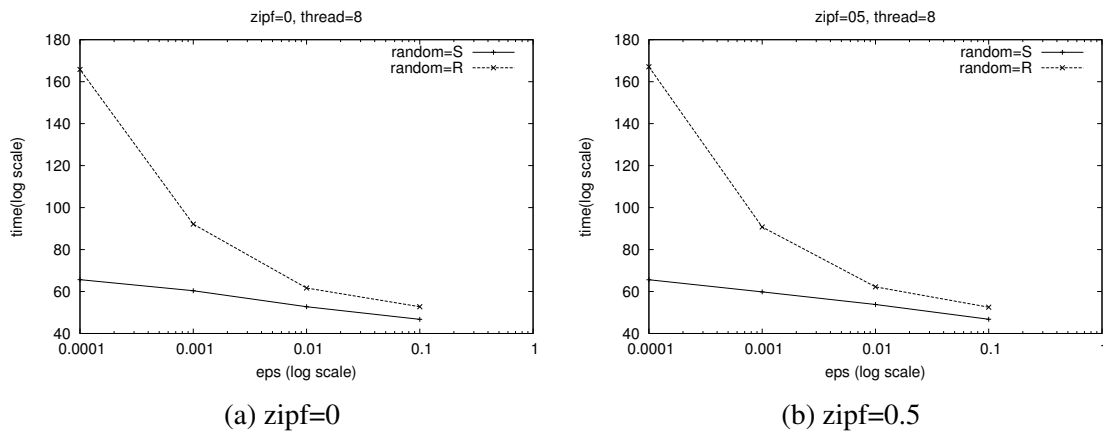 zipf=0, thread=8
180
160
140
120
100
80
60
40
time(log scale)
random=S
random=R
0.0001
0.001
0.01
0.1
1
eps (log scale)
(a) zipf=0
zipf=05, thread=8
180
160
140
120
100
80
60
40
time(log scale)
random=S
random=R
0.0001
0.001
0.01
0.1
1
eps (log scale)
(b) zipf=0.5